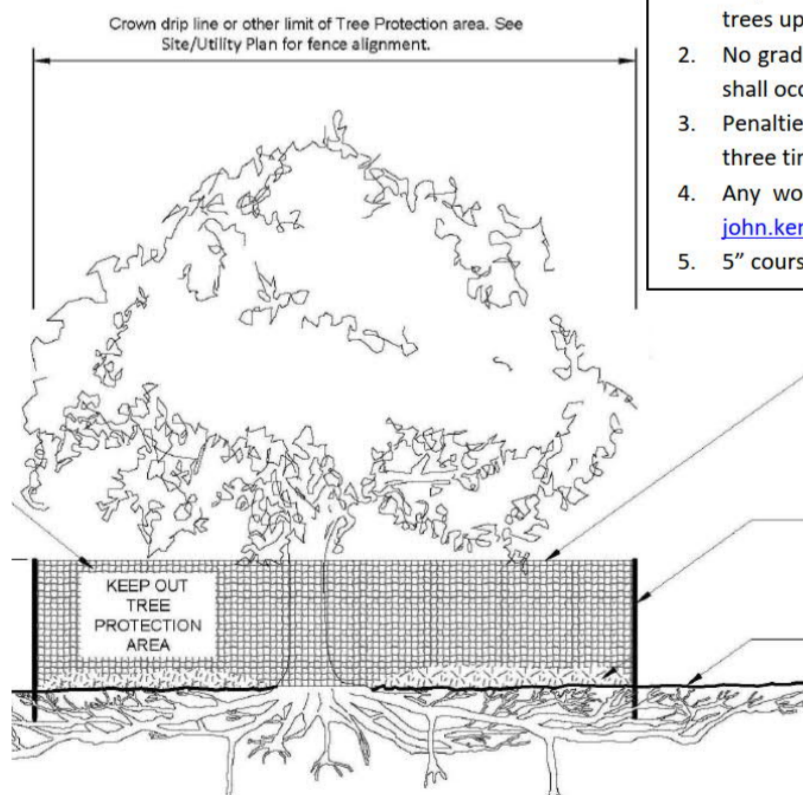 Crown drip line or other limit of Tree Protection area. See
Site/Utility Plan for fence alignment.
trees up
2. No grad
shall occ
3. Penaltie
three tir
4. Any wo
john.ker
5. 5" cours
KEEP OUT
TREE
PROTECTION
AREA